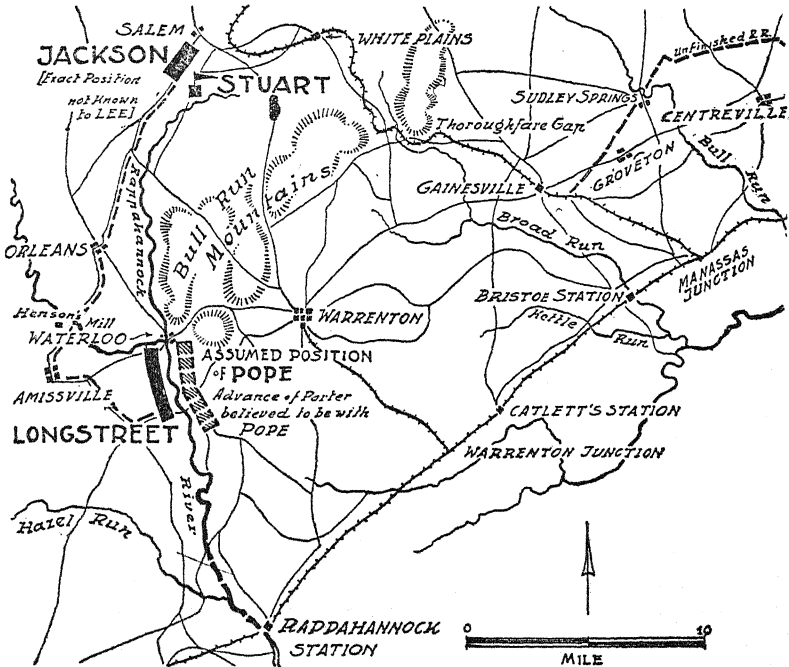 SALEM
WHITE PLAINS
JACKSON
[Exact Position
not Known
to LEE]
STUART
Unfinished R.R.
SUDLEY SPRINGS
CENTREVILLE
Thoroughfare Gap
Bull Run
GROVETON
GAINESVILLE
Rappahannock
Bull Run
Mountains
Broad Run
ORLEANS
MANASSAS
JUNCTION
BRISTOE STATION
Kettle
Run
Henson's
Mill
WATERLOO
WARRENTON
ASSUMED POSITION
of POPE
AMISSVILLE
Advance of Porter
believed to be with
POPE
CATLETT'S STATION
LONGSTREET
WARRENTON JUNCTION
River
Hazel Run
RAPPAHANNOCK
STATION
0 10
MILE